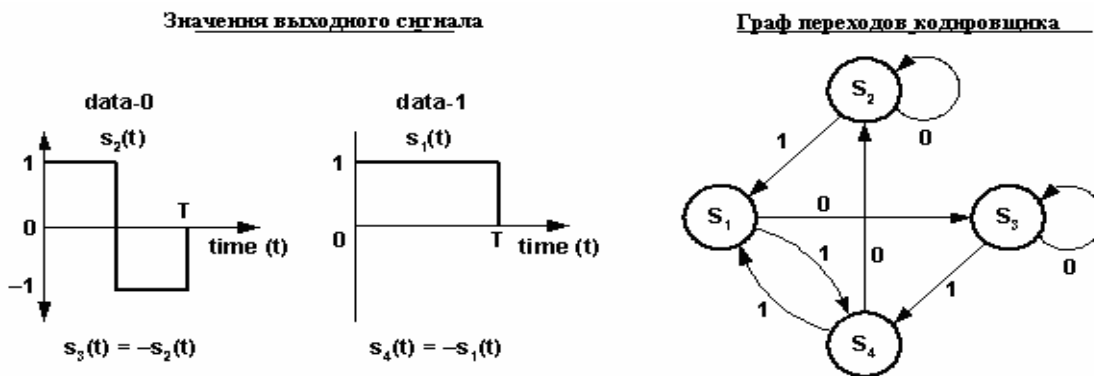 Значения выходного сигнала
data-0
s₂(t)
1
0
−1
T
time (t)
s₃(t) = −s₂(t)
data-1
s₁(t)
1
0
T
time (t)
s₄(t) = −s₁(t)
Граф переходов кодировщика
S₂
0
1
S₁
0
S₃
0
1
1
0
1
S₄